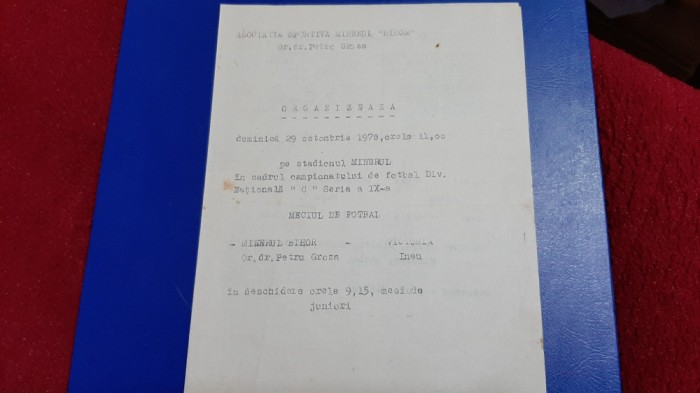 ASOCIATIA SPORTIVA MINERUL "BIHOR"
Or.dr.Petru Groza
ORGANIZEAZA
duminică 29 octombrie 1978,orele 11,00
pe stadionul MINERUL
în cadrul campionatului de fotbal Div.
Națională " C " Seria a IX-a
MECIUL DE FOTBAL
- MINERUL BIHOR - VICTORIA
Or.dr.Petru Groza Ineu
în deschidere orele 9,15, meci de
juniori